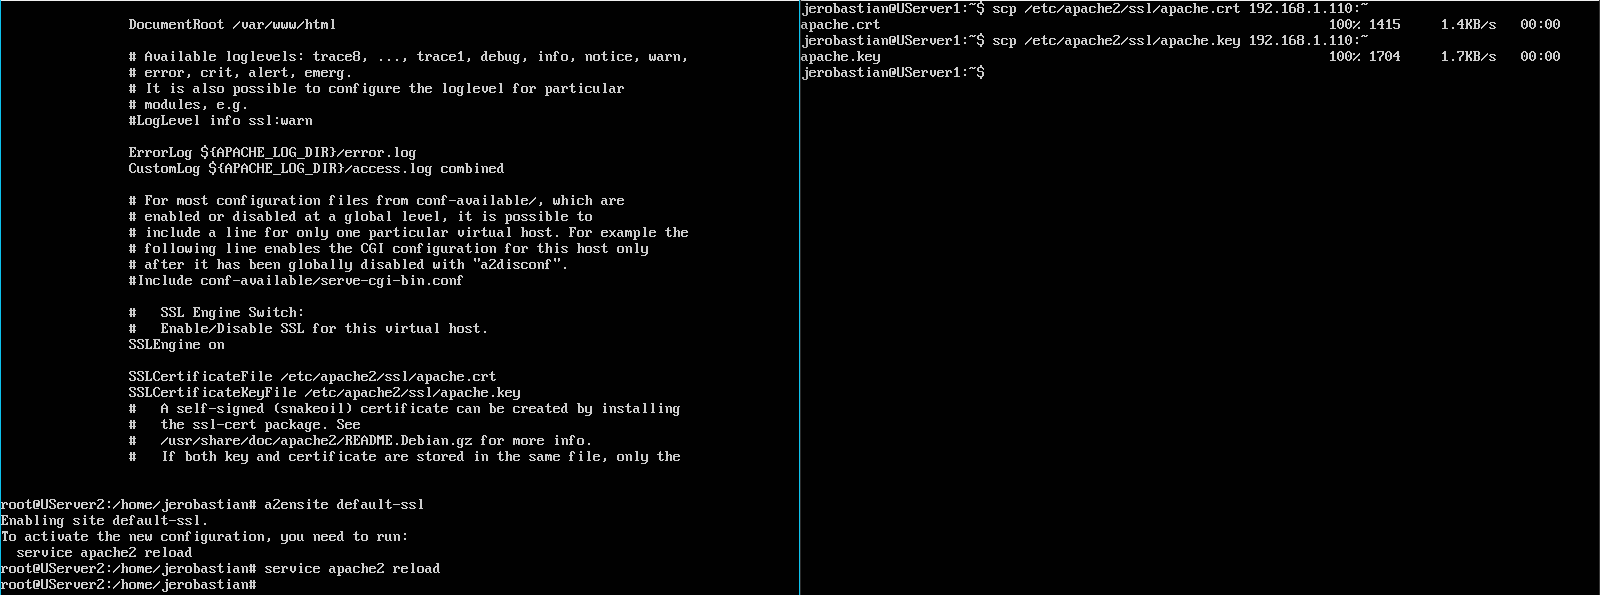 DocumentRoot /var/www/html
# Available loglevels: trace8, ..., trace1, debug, info, notice, warn,
# error, crit, alert, emerg.
# It is also possible to configure the loglevel for particular
# modules, e.g.
#LogLevel info ssl:warn
ErrorLog ${APACHE_LOG_DIR}/error.log
CustomLog ${APACHE_LOG_DIR}/access.log combined
# For most configuration files from conf-available/, which are
# enabled or disabled at a global level, it is possible to
# include a line for only one particular virtual host. For example the
# following line enables the CGI configuration for this host only
# after it has been globally disabled with "a2disconf".
#Include conf-available/serve-cgi-bin.conf
#   SSL Engine Switch:
#   Enable/Disable SSL for this virtual host.
SSLEngine on
SSLCertificateFile /etc/apache2/ssl/apache.crt
SSLCertificateKeyFile /etc/apache2/ssl/apache.key
#   A self-signed (snakeoil) certificate can be created by installing
#   the ssl-cert package. See
#   /usr/share/doc/apache2/README.Debian.gz for more info.
#   If both key and certificate are stored in the same file, only the
root@UServer2:/home/jerobastian# a2ensite default-ssl
Enabling site default-ssl.
To activate the new configuration, you need to run:
  service apache2 reload
root@UServer2:/home/jerobastian# service apache2 reload
root@UServer2:/home/jerobastian#
jerobastian@UServer1:~$ scp /etc/apache2/ssl/apache.crt 192.168.1.110:~
apache.crt 100% 1415 1.4KB/s 00:00
jerobastian@UServer1:~$ scp /etc/apache2/ssl/apache.key 192.168.1.110:~
apache.key 100% 1704 1.7KB/s 00:00
jerobastian@UServer1:~$